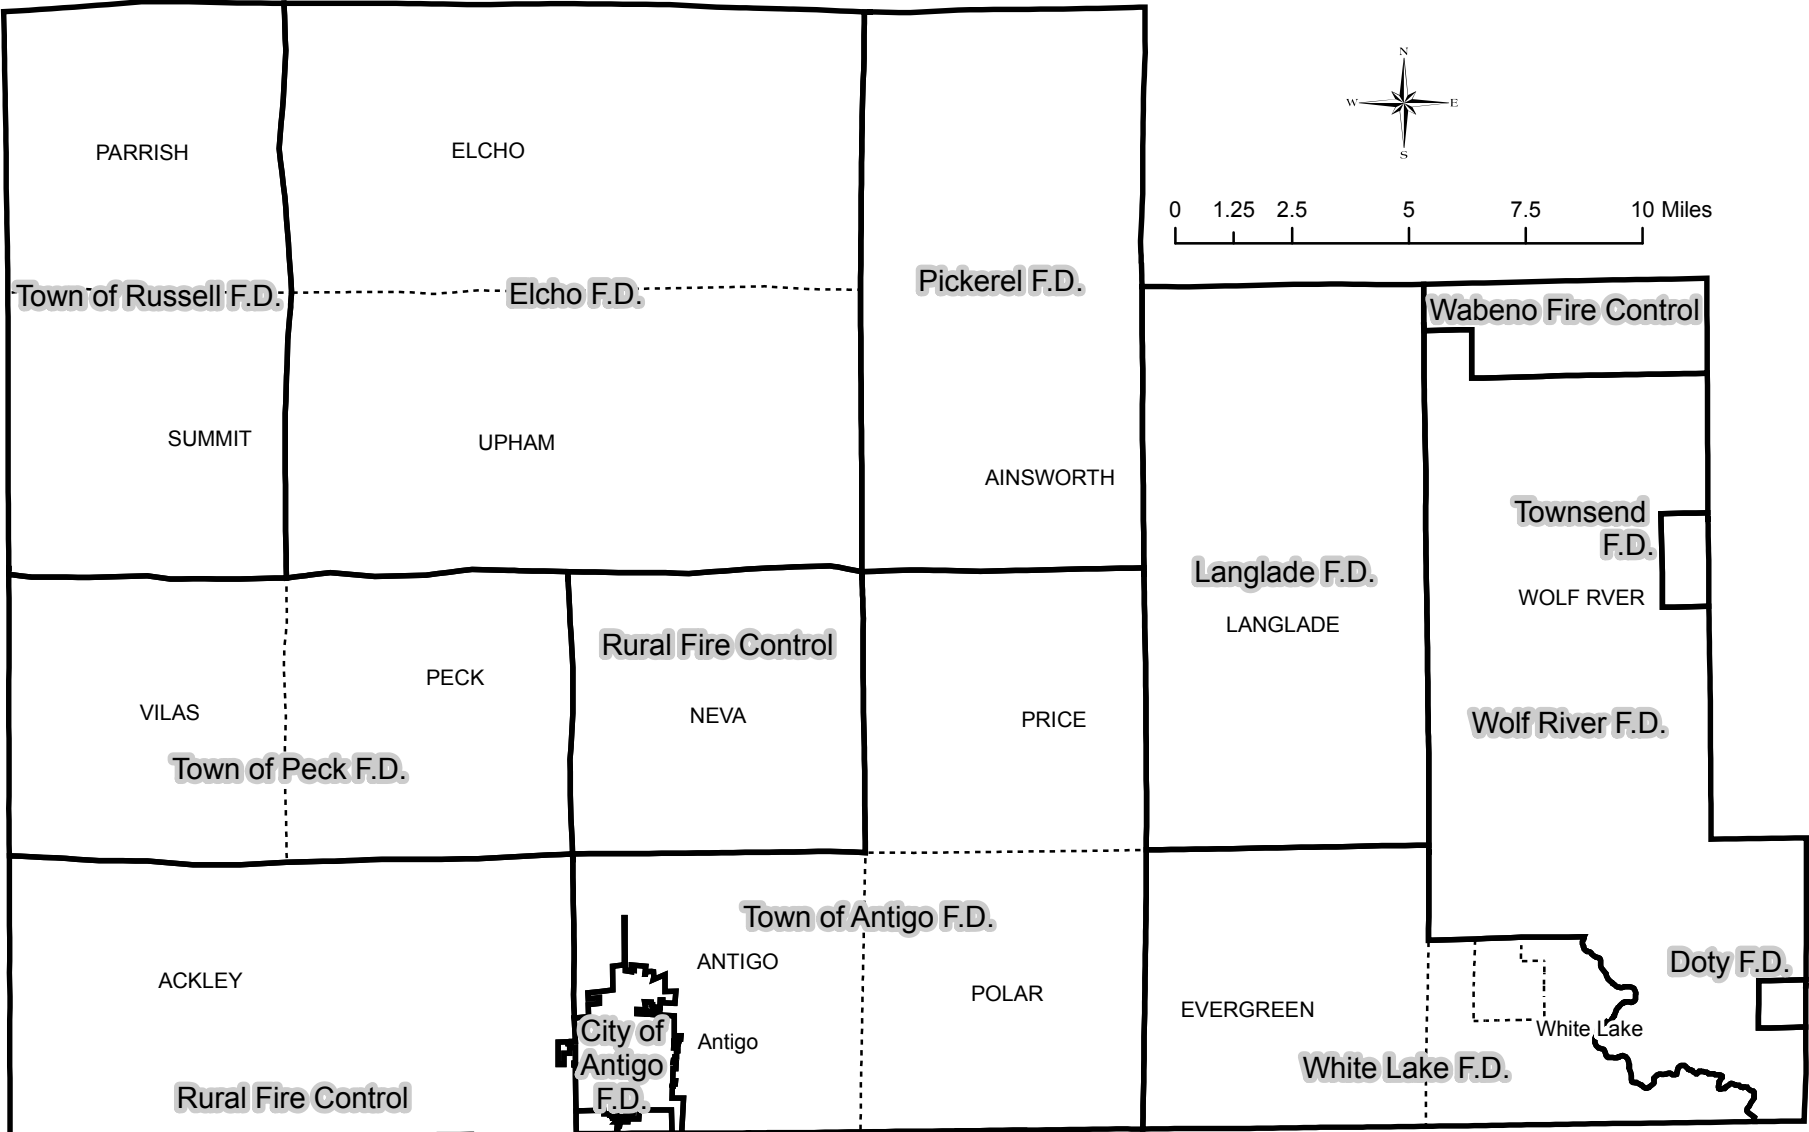 N
W E
S
PARRISH
ELCHO
0 1.25 2.5 5 7.5 10 Miles
Town of Russell F.D.
Elcho F.D.
Pickerel F.D.
Wabeno Fire Control
SUMMIT
UPHAM
AINSWORTH
Townsend
F.D.
Langlade F.D.
WOLF RVER
LANGLADE
Rural Fire Control
PECK
VILAS
NEVA
PRICE
Wolf River F.D.
Town of Peck F.D.
Town of Antigo F.D.
ANTIGO
Doty F.D.
ACKLEY
POLAR
EVERGREEN
City of
Antigo
F.D.
Antigo
White Lake
White Lake F.D.
Rural Fire Control